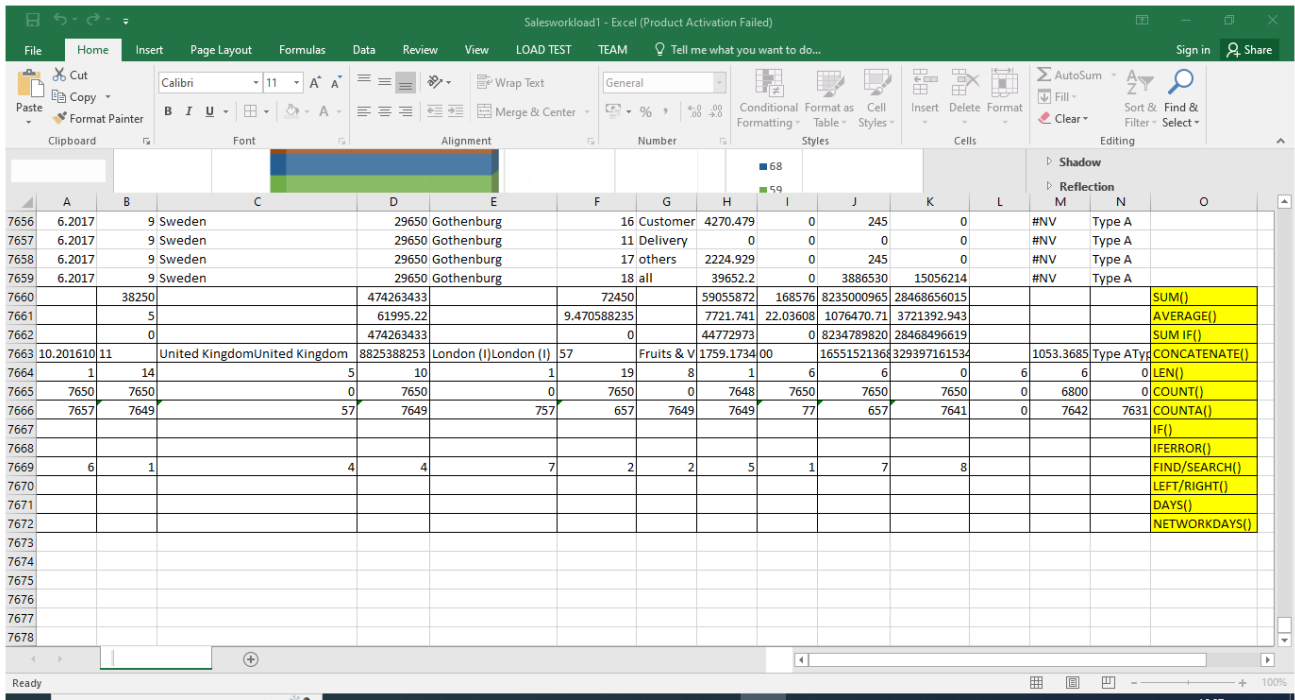 Salesworkload1 - Excel (Product Activation Failed)
File Home Insert Page Layout Formulas Data Review View LOAD TEST TEAM Tell me what you want to do... Sign in Share
Paste Cut Copy Format Painter Clipboard
Calibri 11 A A B I U A Font
Wrap Text Merge & Center Alignment
General % , .00 Number
Conditional Formatting Format as Table Cell Styles Styles
Insert Delete Format Cells
AutoSum Fill Clear Sort & Filter Find & Select Editing
68
59
Shadow
Reflection
A B C D E F G H I J K L M N O
7656 6.2017 9 Sweden 29650 Gothenburg 16 Customer 4270.479 0 245 0 #NV Type A
7657 6.2017 9 Sweden 29650 Gothenburg 11 Delivery 0 0 0 0 #NV Type A
7658 6.2017 9 Sweden 29650 Gothenburg 17 others 2224.929 0 245 0 #NV Type A
7659 6.2017 9 Sweden 29650 Gothenburg 18 all 39652.2 0 3886530 15056214 #NV Type A
7660 38250 474263433 72450 59055872 168576 8235000965 28468656015 SUM()
7661 5 61995.22 9.470588235 7721.741 22.03608 1076470.71 3721392.943 AVERAGE()
7662 0 474263433 0 44772973 0 8234789820 28468496619 SUM IF()
7663 10.201610 11 United KingdomUnited Kingdom 8825388253 London (I)London (I) 57 Fruits & V 1759.1734 00 16551521368 329397161534 1053.3685 Type ATyp CONCATENATE()
7664 1 14 5 10 1 19 8 1 6 6 0 6 6 0 LEN()
7665 7650 7650 0 7650 0 7650 0 7648 7650 7650 7650 0 6800 0 COUNT()
7666 7657 7649 57 7649 757 657 7649 7649 77 657 7641 0 7642 7631 COUNTA()
7667 IF()
7668 IFERROR()
7669 6 1 4 4 7 2 2 5 1 7 8 FIND/SEARCH()
7670 LEFT/RIGHT()
7671 DAYS()
7672 NETWORKDAYS()
7673
7674
7675
7676
7677
7678
Ready 100%